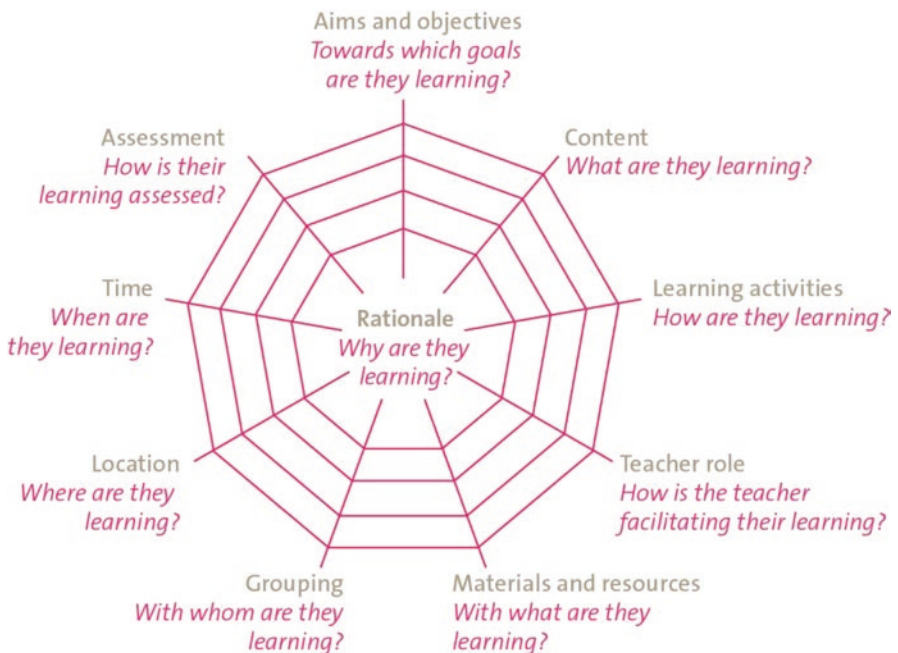 Aims and objectives
Towards which goals
are they learning?
Content
What are they learning?
Learning activities
How are they learning?
Teacher role
How is the teacher
facilitating their learning?
Materials and resources
With what are they
learning?
Grouping
With whom are they
learning?
Location
Where are they
learning?
Time
When are
they learning?
Assessment
How is their
learning assessed?
Rationale
Why are they
learning?